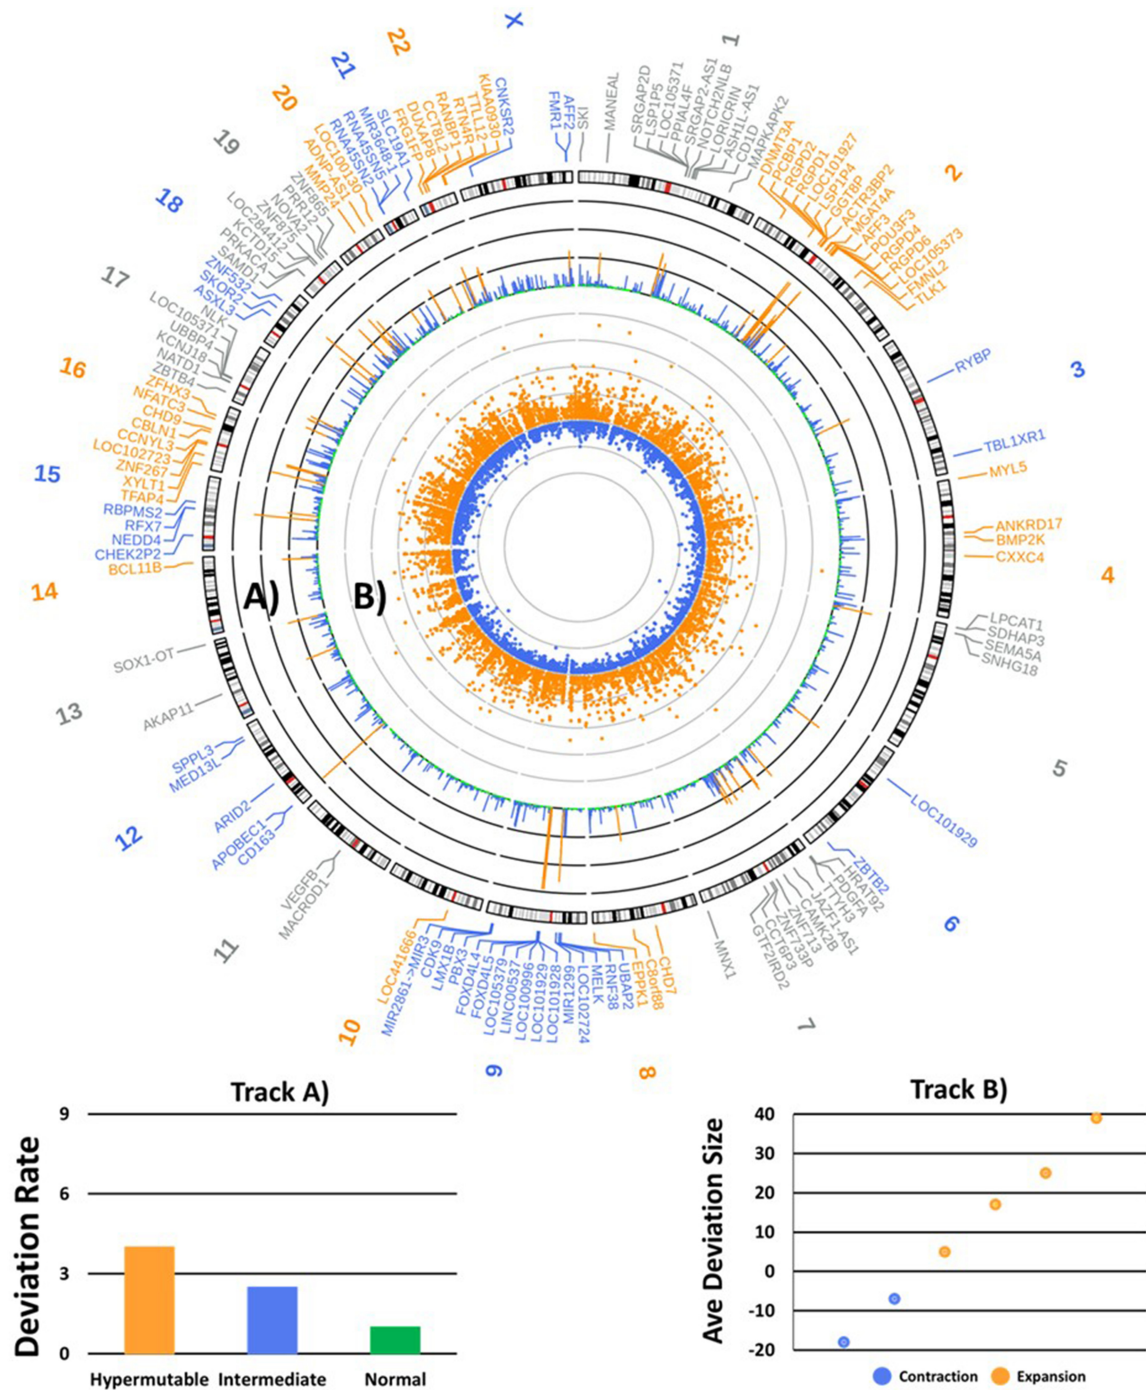 X
1
2
3
4
5
6
7
8
9
10
11
12
13
14
15
16
17
18
19
20
21
22
AFF2
FMR1
SKI
MANEAL
SRGAP2D
LSP1P5
LOC105371
PPIAL4F
SRGAP2-AS1
NOTCH2NLB
LORICRIN
ASH1L-AS1
CD1D
MAPKAPK2
DNMT3A
PCBP1
RGPD2
RGPD1
LOC101927
LSP1P4
GGT8P
ACTR3BP2
MGAT4A
AFF3
POU3F3
RGPD4
RGPD6
LOC105373
FMNL2
TLK1
RYBP
TBL1XR1
MYL5
ANKRD17
BMP2K
CXXC4
LPCAT1
SDHAP3
SEMA5A
SNHG18
LOC101929
ZBTB2
HRAT92
PDGFA
TTYH3
JAZF1-AS1
CAMK2B
ZNF713
ZNF733P
CCT6P3
GTF2IRD2
MNX1
CHD7
C8orf88
EPPK1
UBAP2
RNF38
MELK
LOC102724
MIR1299
LOC101928
LOC101929
LOC100996
LINC00537
LOC105379
FOXD4L5
FOXD4L4
PBX3
LMX1B
CDK9
MIR2861->MIR3
LOC441666
MACROD1
VEGFB
CD163
APOBEC1
ARID2
MED13L
SPPL3
AKAP11
SOX1-OT
BCL11B
CHEK2P2
NEDD4
RFX7
RBPMS2
TFAP4
XYLT1
ZNF267
LOC102723
CCNYL3
CBLN1
CHD9
NFATC3
ZFHX3
ZBTB4
NATD1
KCNJ18
UBBP4
LOC105371
NLK
ASXL3
SKOR2
ZNF532
SAMD1
PRKACA
KCTD15
LOC284412
ZNF875
NOVA2
PRR12
ZNF865
MMP24
ADNP-AS1
LOC100130
RNA45SN2
RNA45SN5
MIR3648-1
SLC19A1
FRG1FP
DUXAP8
CCT8L2
RANBP1
RTN4R
TTLL12
KIAA0930
CNKSR2
A)
B)
Track A)
Deviation Rate
9
6
3
0
Hypermutable Intermediate Normal
Track B)
Ave Deviation Size
40
30
20
10
0
-10
-20
Contraction Expansion